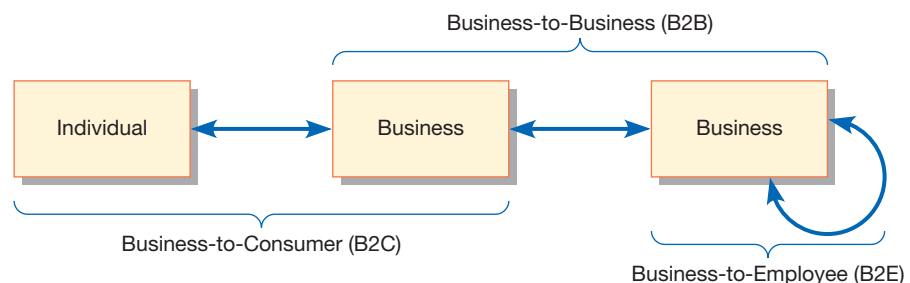 Business-to-Business (B2B)
Individual
Business
Business
Business-to-Consumer (B2C)
Business-to-Employee (B2E)